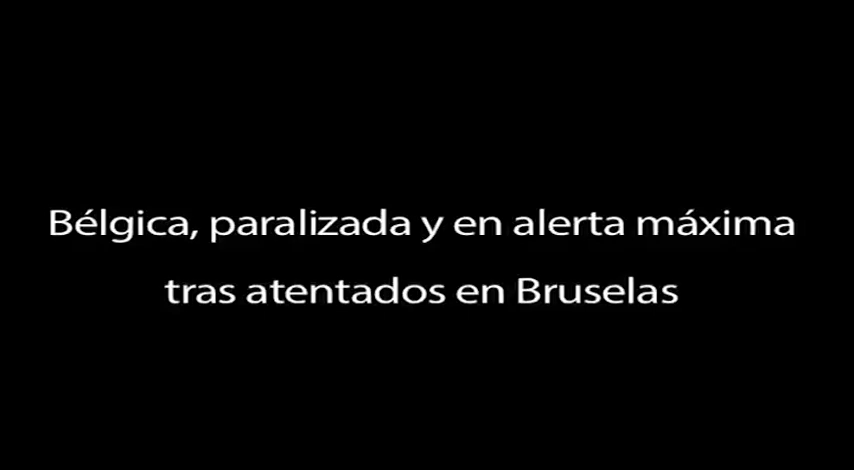 Bélgica, paralizada y en alerta máxima
tras atentados en Bruselas